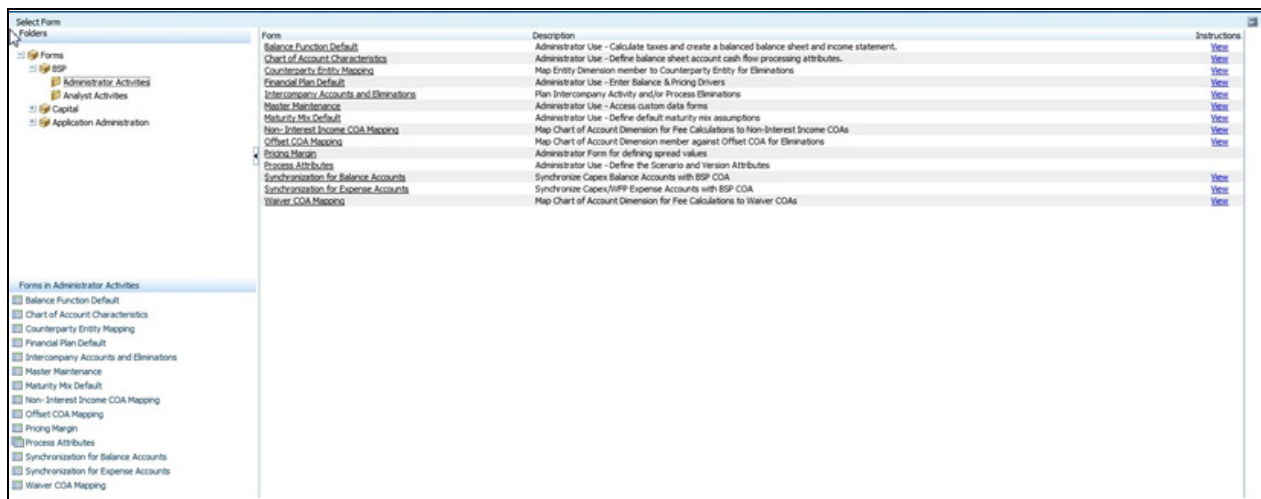 Select Form
Folders
Forms
BSP
Administrator Activities
Analyst Activities
Capital
Application Administration
Form Description Instructions
Balance Function Default Administrator Use - Calculate taxes and create a balanced balance sheet and income statement. View
Chart of Account Characteristics Administrator Use - Define balance sheet account cash flow processing attributes. View
Counterparty Entity Mapping Map Entity Dimension member to Counterparty Entity for Eliminations View
Financial Plan Default Administrator Use - Enter Balance & Pricing Drivers View
Intercompany Accounts and Eliminations Plan Intercompany Activity and/or Process Eliminations View
Master Maintenance Administrator Use - Access custom data forms View
Maturity Mix Default Administrator Use - Define default maturity mix assumptions View
Non- Interest Income COA Mapping Map Chart of Account Dimension for Fee Calculations to Non-Interest Income COAs View
Offset COA Mapping Map Chart of Account Dimension member against Offset COA for Eliminations View
Pricing Margin Administrator Form for defining spread values
Process Attributes Administrator Use - Define the Scenario and Version Attributes
Synchronization for Balance Accounts Synchronize Capex Balance Accounts with BSP COA View
Synchronization for Expense Accounts Synchronize Capex/WFP Expense Accounts with BSP COA View
Waiver COA Mapping Map Chart of Account Dimension for Fee Calculations to Waiver COAs View
Forms in Administrator Activities
Balance Function Default
Chart of Account Characteristics
Counterparty Entity Mapping
Financial Plan Default
Intercompany Accounts and Eliminations
Master Maintenance
Maturity Mix Default
Non- Interest Income COA Mapping
Offset COA Mapping
Pricing Margin
Process Attributes
Synchronization for Balance Accounts
Synchronization for Expense Accounts
Waiver COA Mapping